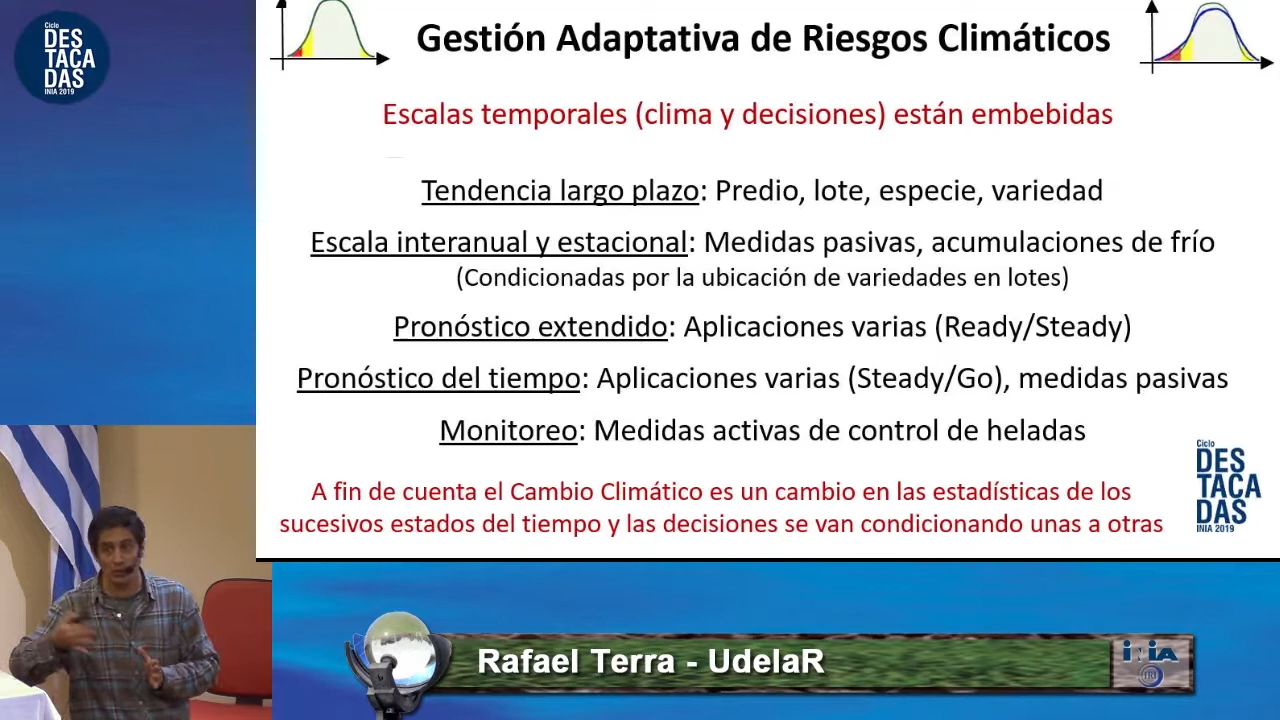 Ciclo
DES
TACA
DAS
INIA 2019
Gestión Adaptativa de Riesgos Climáticos
Escalas temporales (clima y decisiones) están embebidas
Tendencia largo plazo: Predio, lote, especie, variedad
Escala interanual y estacional: Medidas pasivas, acumulaciones de frío
(Condicionadas por la ubicación de variedades en lotes)
Pronóstico extendido: Aplicaciones varias (Ready/Steady)
Pronóstico del tiempo: Aplicaciones varias (Steady/Go), medidas pasivas
Monitoreo: Medidas activas de control de heladas
A fin de cuenta el Cambio Climático es un cambio en las estadísticas de los
sucesivos estados del tiempo y las decisiones se van condicionando unas a otras
Ciclo
DES
TACA
DAS
INIA 2019
Rafael Terra - UdelaR
inia